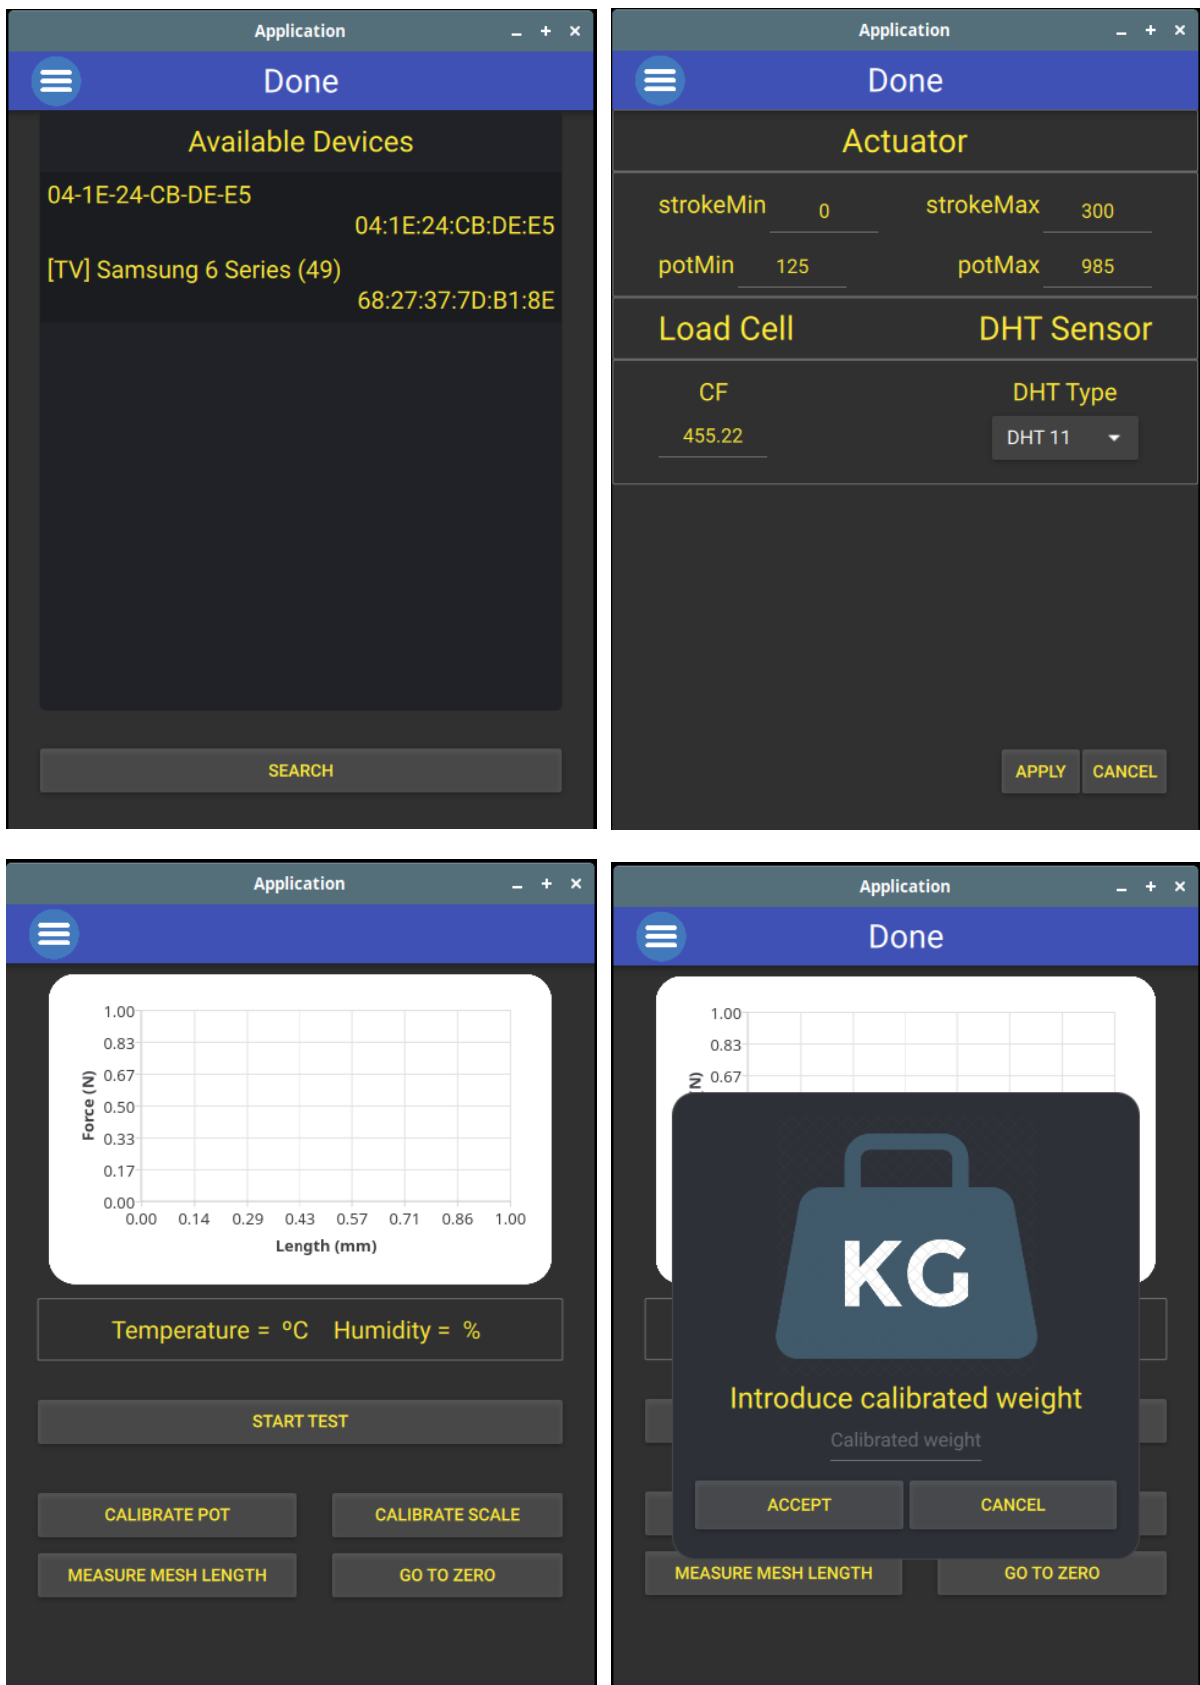 Application
Done
Available Devices
04-1E-24-CB-DE-E5
04:1E:24:CB:DE:E5
[TV] Samsung 6 Series (49)
68:27:37:7D:B1:8E
SEARCH
Application
Done
Actuator
strokeMin 0 strokeMax 300
potMin 125 potMax 985
Load Cell DHT Sensor
CF DHT Type
455.22 DHT 11
APPLY CANCEL
Application
1.00
0.83
0.67
0.50
0.33
0.17
0.00
Force (N)
0.00 0.14 0.29 0.43 0.57 0.71 0.86 1.00
Length (mm)
Temperature = ºC Humidity = %
START TEST
CALIBRATE POT CALIBRATE SCALE
MEASURE MESH LENGTH GO TO ZERO
Application
Done
1.00
0.83
0.67
(N)
KG
Introduce calibrated weight
Calibrated weight
ACCEPT CANCEL
MEASURE MESH LENGTH GO TO ZERO